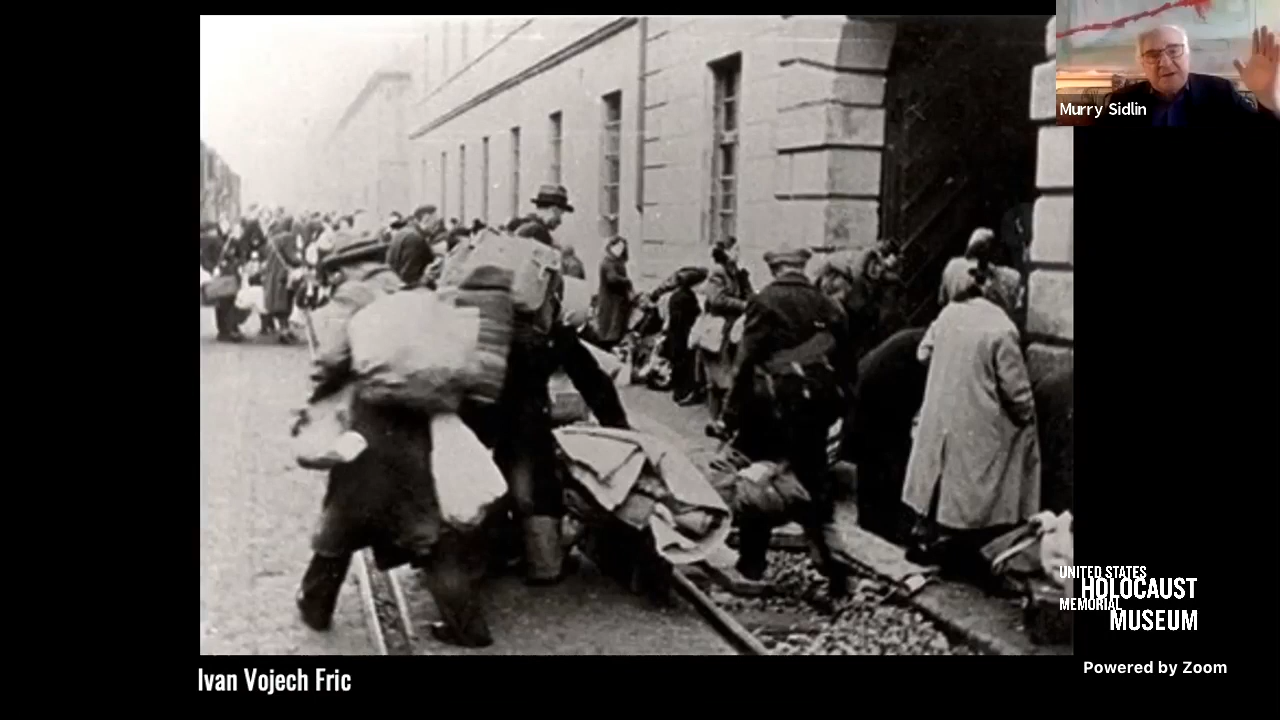 Murry Sidlin
UNITED STATES
HOLOCAUST
MEMORIAL
MUSEUM
Powered by Zoom
Ivan Vojech Fric